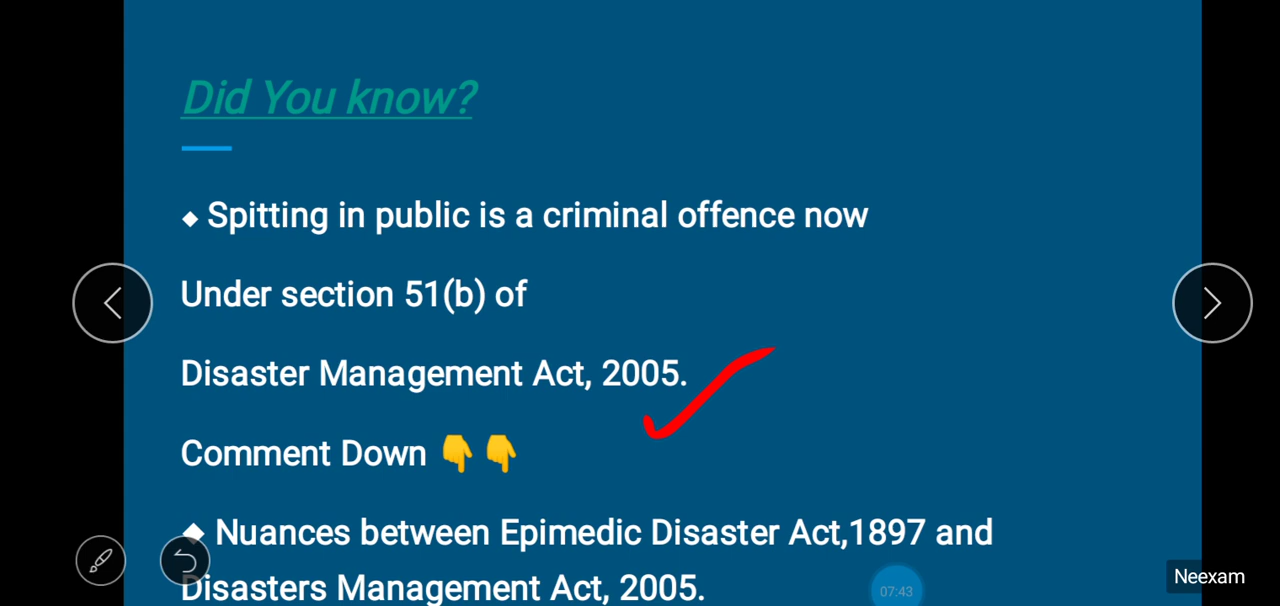 Did You know?
◆ Spitting in public is a criminal offence now
Under section 51(b) of
Disaster Management Act, 2005.
Comment Down 👇👇
◆ Nuances between Epimedic Disaster Act,1897 and
Disasters Management Act, 2005.
07:43
Neexam